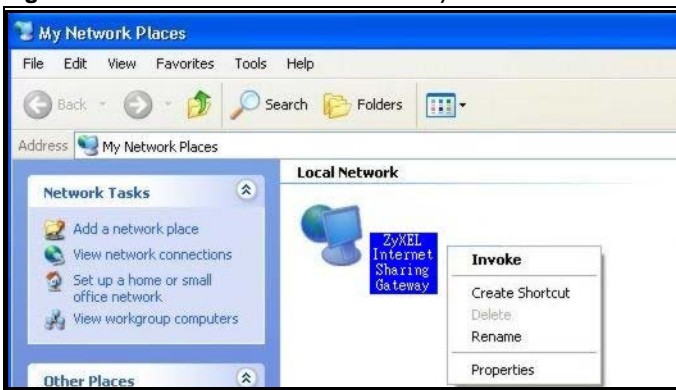 My Network Places
File Edit View Favorites Tools Help
Back Search Folders
Address My Network Places
Network Tasks
Add a network place
View network connections
Set up a home or small
office network
View workgroup computers
Other Places
Local Network
ZyXEL
Internet
Sharing
Gateway
Invoke
Create Shortcut
Delete
Rename
Properties